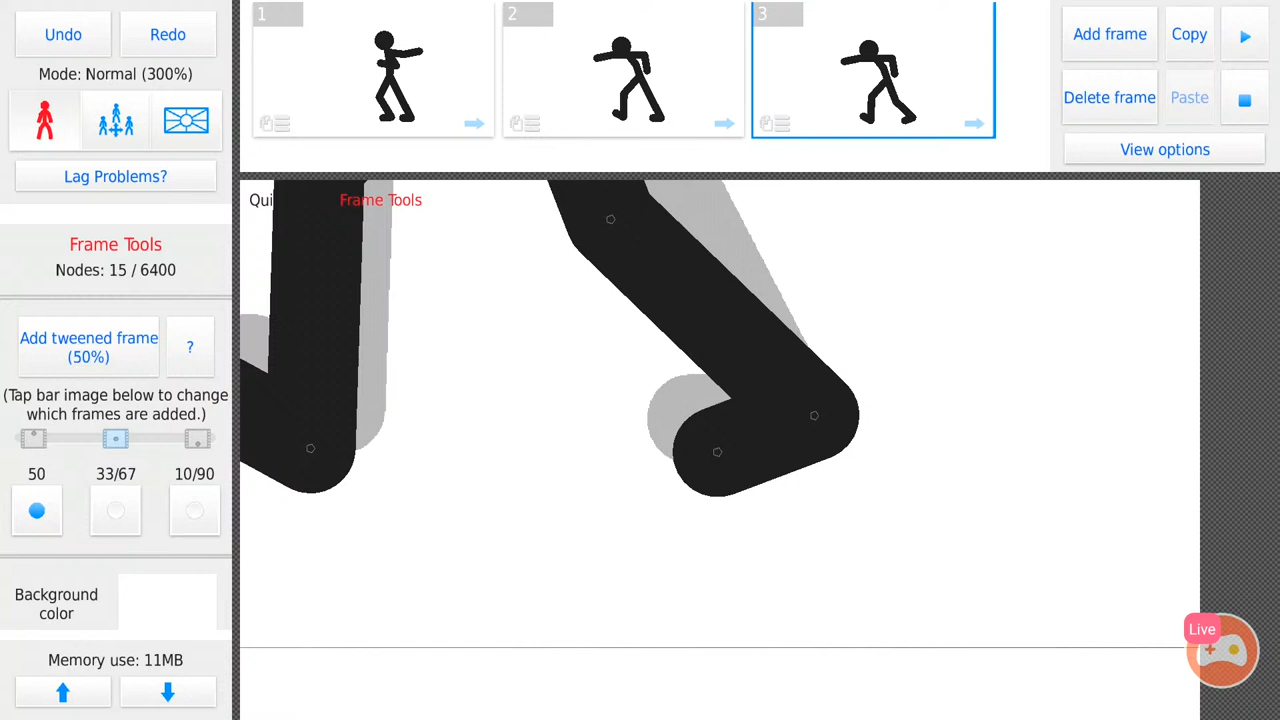 Undo
Redo
Mode: Normal (300%)
Lag Problems?
Frame Tools
Nodes: 15 / 6400
Add tweened frame
(50%)
?
(Tap bar image below to change
which frames are added.)
50
33/67
10/90
Background
color
Memory use: 11MB
1
2
3
Add frame
Copy
Delete frame
Paste
View options
Qui
Frame Tools
Live